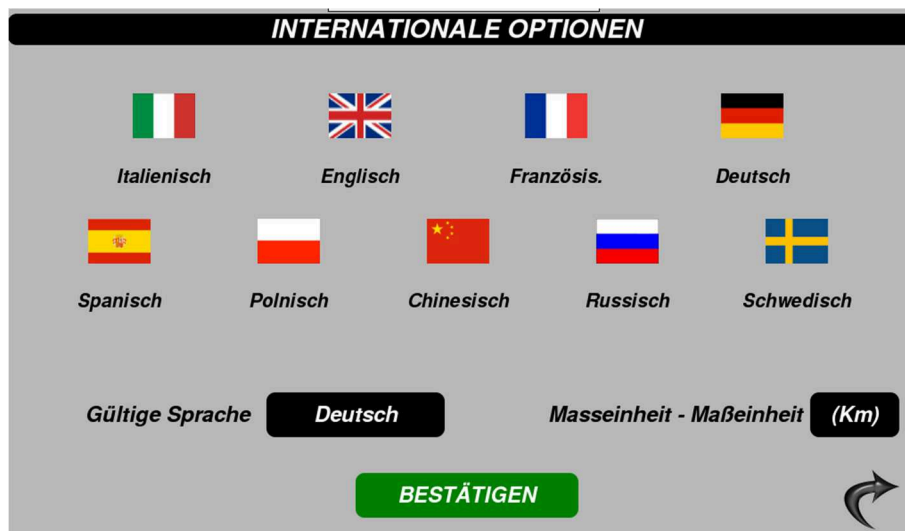 INTERNATIONALE OPTIONEN
Italienisch Englisch Französis. Deutsch
Spanisch Polnisch Chinesisch Russisch Schwedisch
Gültige Sprache Deutsch Masseinheit - Maßeinheit (Km)
BESTÄTIGEN